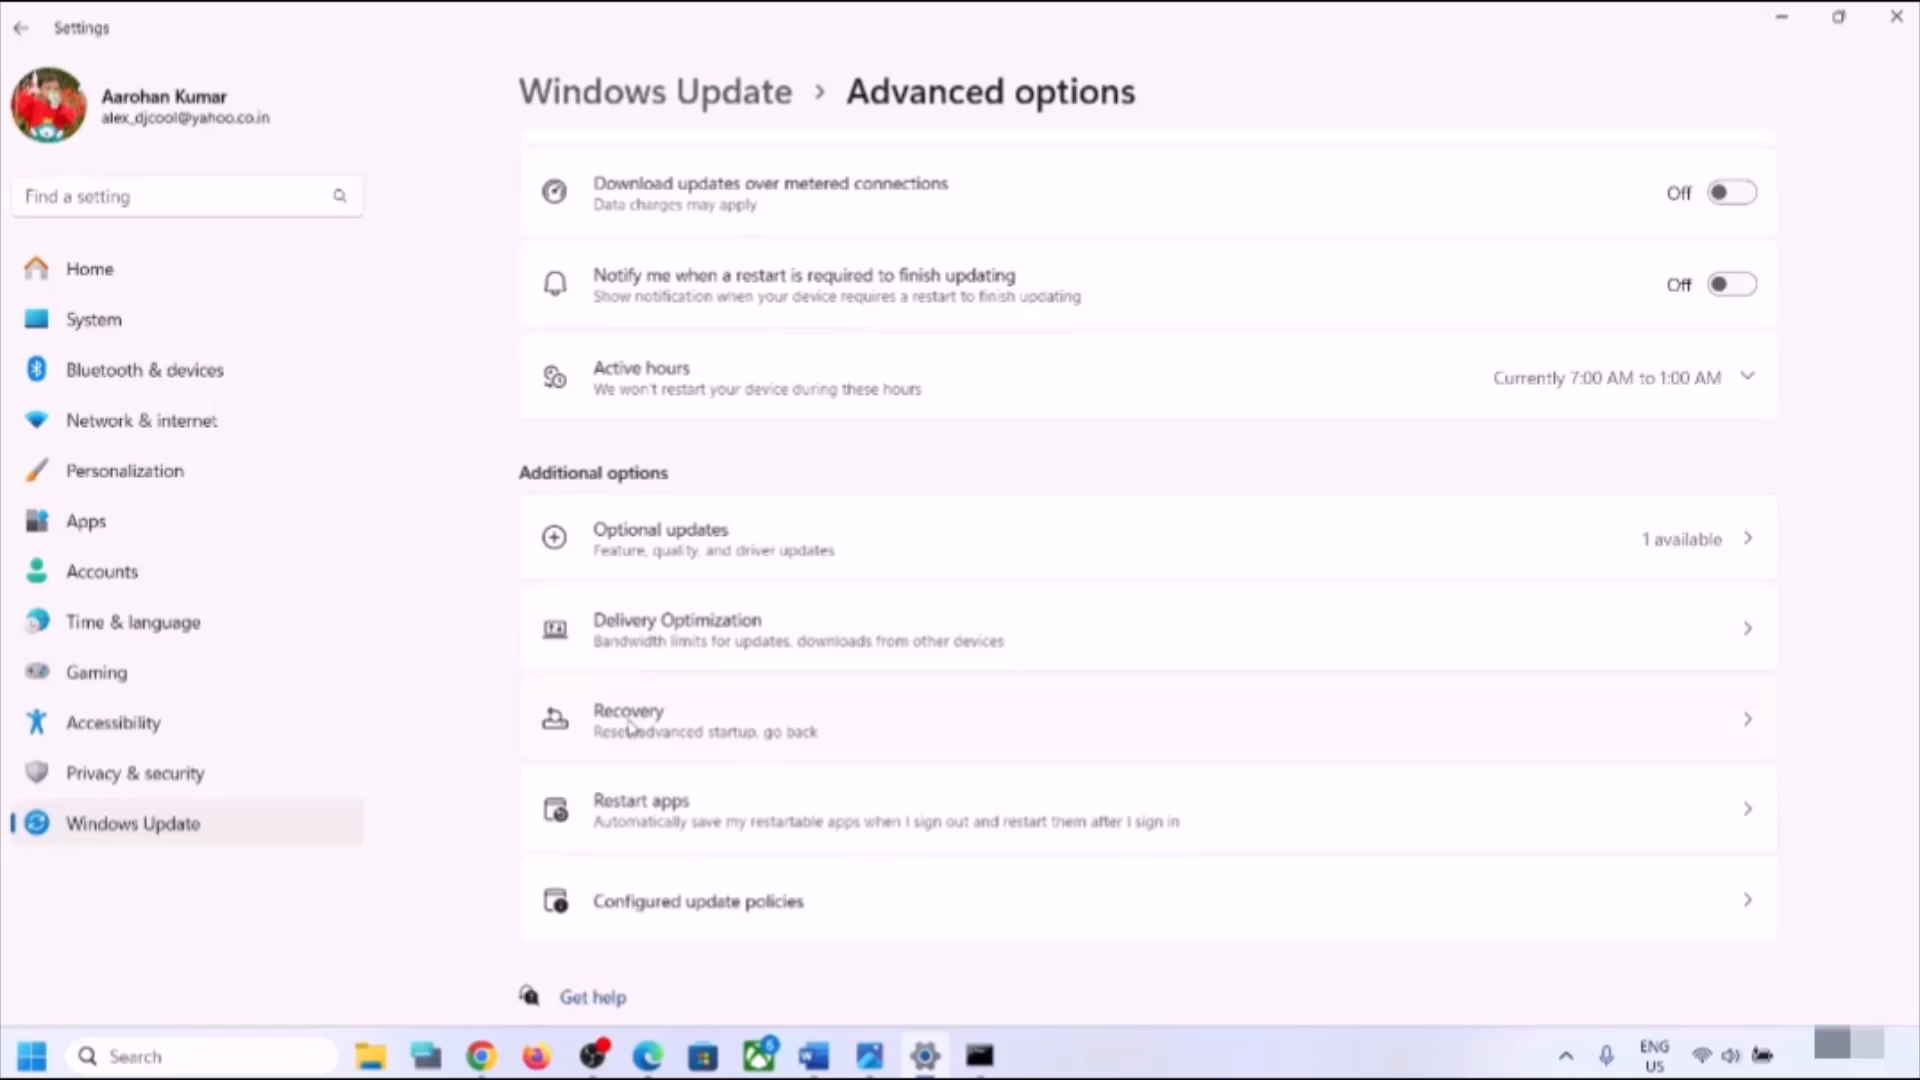 Settings
Aarohan Kumar
alex_djcool@yahoo.co.in
Find a setting
Home
System
Bluetooth & devices
Network & internet
Personalization
Apps
Accounts
Time & language
Gaming
Accessibility
Privacy & security
Windows Update
Windows Update > Advanced options
Download updates over metered connections
Data charges may apply
Off
Notify me when a restart is required to finish updating
Show notification when your device requires a restart to finish updating
Off
Active hours
We won't restart your device during these hours
Currently 7:00 AM to 1:00 AM
Additional options
Optional updates
Feature, quality, and driver updates
1 available
Delivery Optimization
Bandwidth limits for updates, downloads from other devices
Recovery
Reset, advanced startup, go back
Restart apps
Automatically save my restartable apps when I sign out and restart them after I sign in
Configured update policies
Get help
Search
6
ENG
US